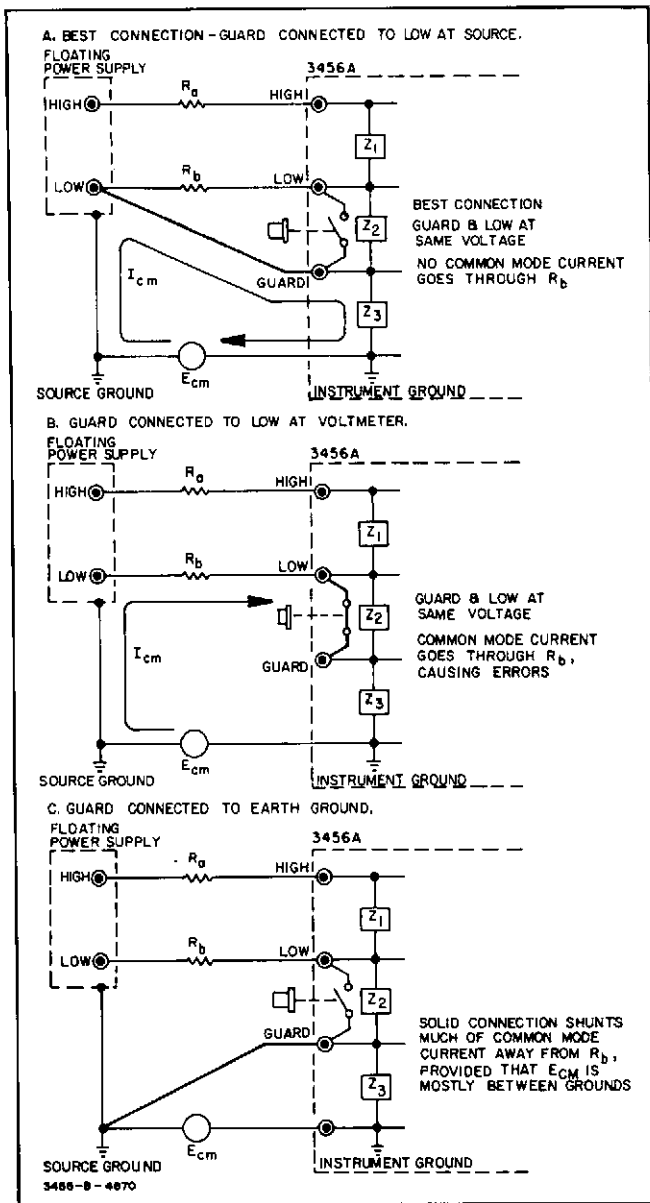 A. BEST CONNECTION - GUARD CONNECTED TO LOW AT SOURCE.
FLOATING
POWER SUPPLY
3456A
HIGH
Ra
HIGH
Z1
LOW
Rb
LOW
BEST CONNECTION
GUARD & LOW AT
SAME VOLTAGE
Z2
Icm
GUARD
NO COMMON MODE CURRENT
GOES THROUGH Rb
Z3
Ecm
SOURCE GROUND
INSTRUMENT GROUND
B. GUARD CONNECTED TO LOW AT VOLTMETER.
FLOATING
POWER SUPPLY
3456A
HIGH
Ra
HIGH
Z1
LOW
Rb
LOW
GUARD & LOW AT
SAME VOLTAGE
Z2
Icm
GUARD
COMMON MODE CURRENT
GOES THROUGH Rb,
CAUSING ERRORS
Z3
Ecm
SOURCE GROUND
INSTRUMENT GROUND
C. GUARD CONNECTED TO EARTH GROUND.
FLOATING
POWER SUPPLY
3456A
HIGH
Ra
HIGH
Z1
LOW
Rb
LOW
Z2
GUARD
SOLID CONNECTION SHUNTS
MUCH OF COMMON MODE
CURRENT AWAY FROM Rb,
PROVIDED THAT ECM IS
MOSTLY BETWEEN GROUNDS
Z3
Ecm
SOURCE GROUND
INSTRUMENT GROUND
3456-B-4670